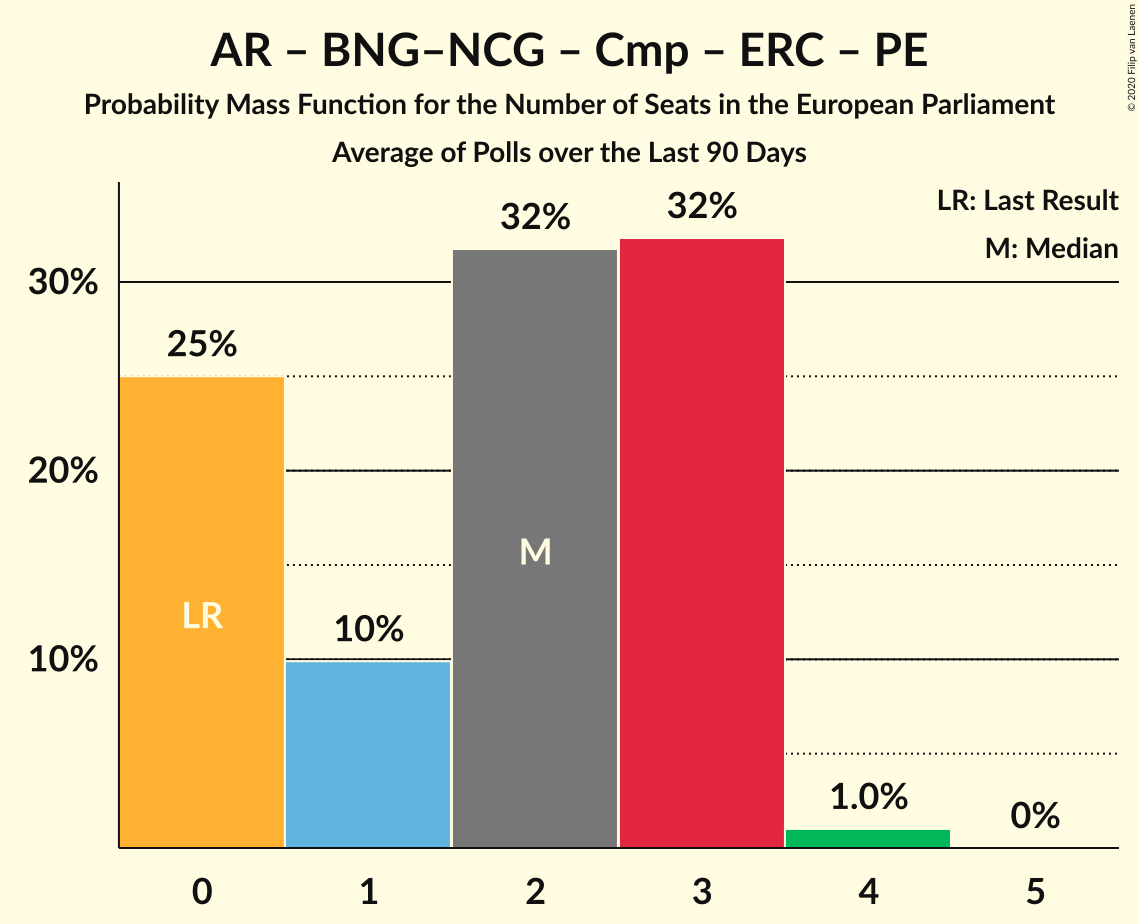 AR – BNG–NCG – Cmp – ERC – PE
Probability Mass Function for the Number of Seats in the European Parliament
Average of Polls over the Last 90 Days
© 2020 Filip van Laenen
LR: Last Result
M: Median
32%
32%
30%
25%
20%
M
LR
10%
10%
1.0%
0%
0
1
2
3
4
5